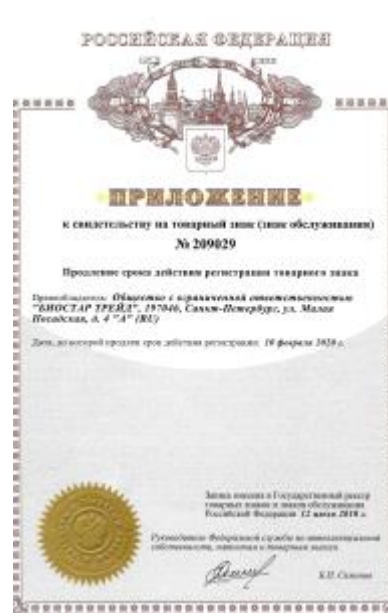 РОССИЙСКАЯ ФЕДЕРАЦИЯ
ПРИЛОЖЕНИЕ
к свидетельству на товарный знак (знак обслуживания)
№ 209029
Продление срока действия регистрации товарного знака
Правообладатель: Общество с ограниченной ответственностью
"БИОСТАР ТРЕЙД", 197046, Санкт-Петербург, ул. Малая
Посадская, д. 4 "А" (RU)
Дата, до которой продлен срок действия регистрации: 10 февраля 2020 г.
Запись внесена в Государственный реестр
товарных знаков и знаков обслуживания
Российской Федерации 12 2010 г.
Руководитель Федеральной службы по интеллектуальной
собственности, патентам и товарным знакам
Б.П. Симонов